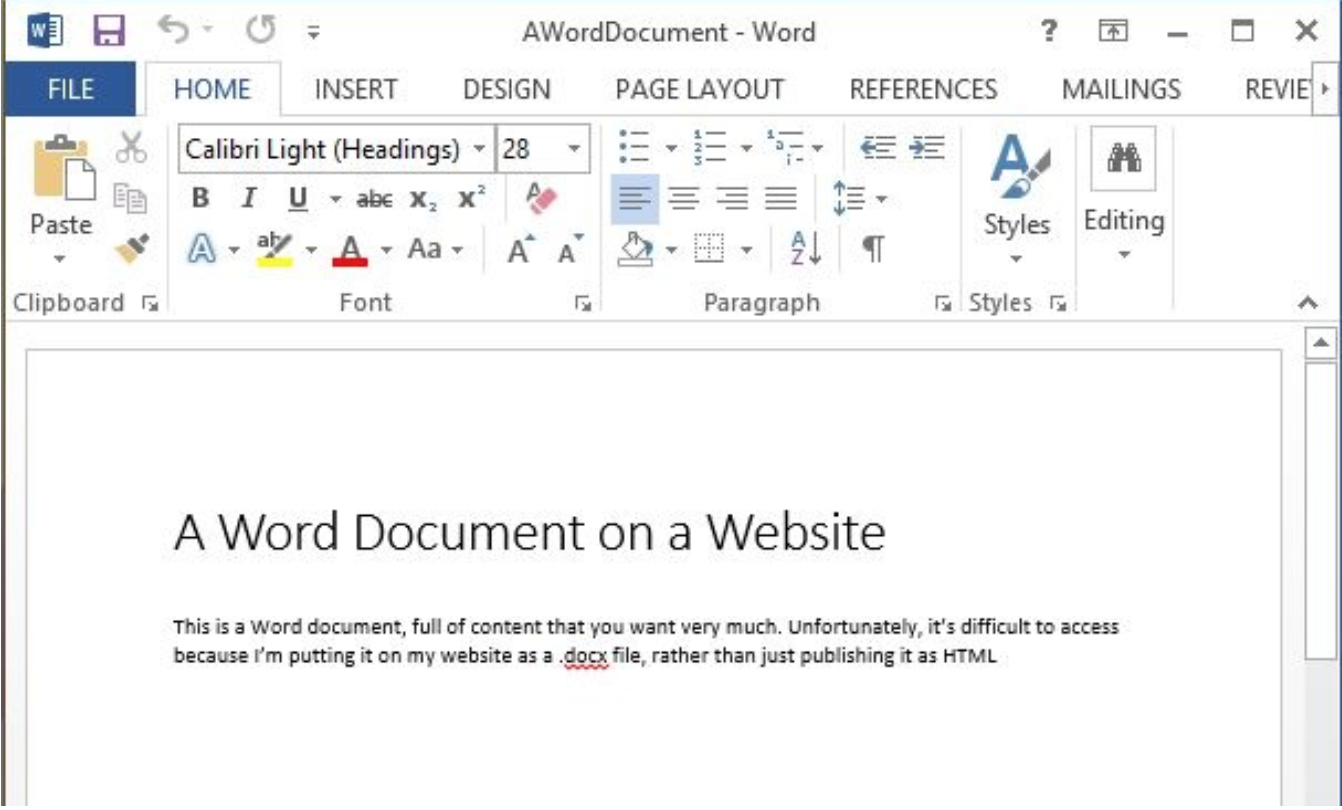 AWordDocument - Word
FILE HOME INSERT DESIGN PAGE LAYOUT REFERENCES MAILINGS REVIE
Calibri Light (Headings) 28
B I U abc X₂ X²
A ab A Aa A A A Z
Paste Styles Editing
Clipboard Font Paragraph Styles
A Word Document on a Website
This is a Word document, full of content that you want very much. Unfortunately, it's difficult to access
because I'm putting it on my website as a .docx file, rather than just publishing it as HTML